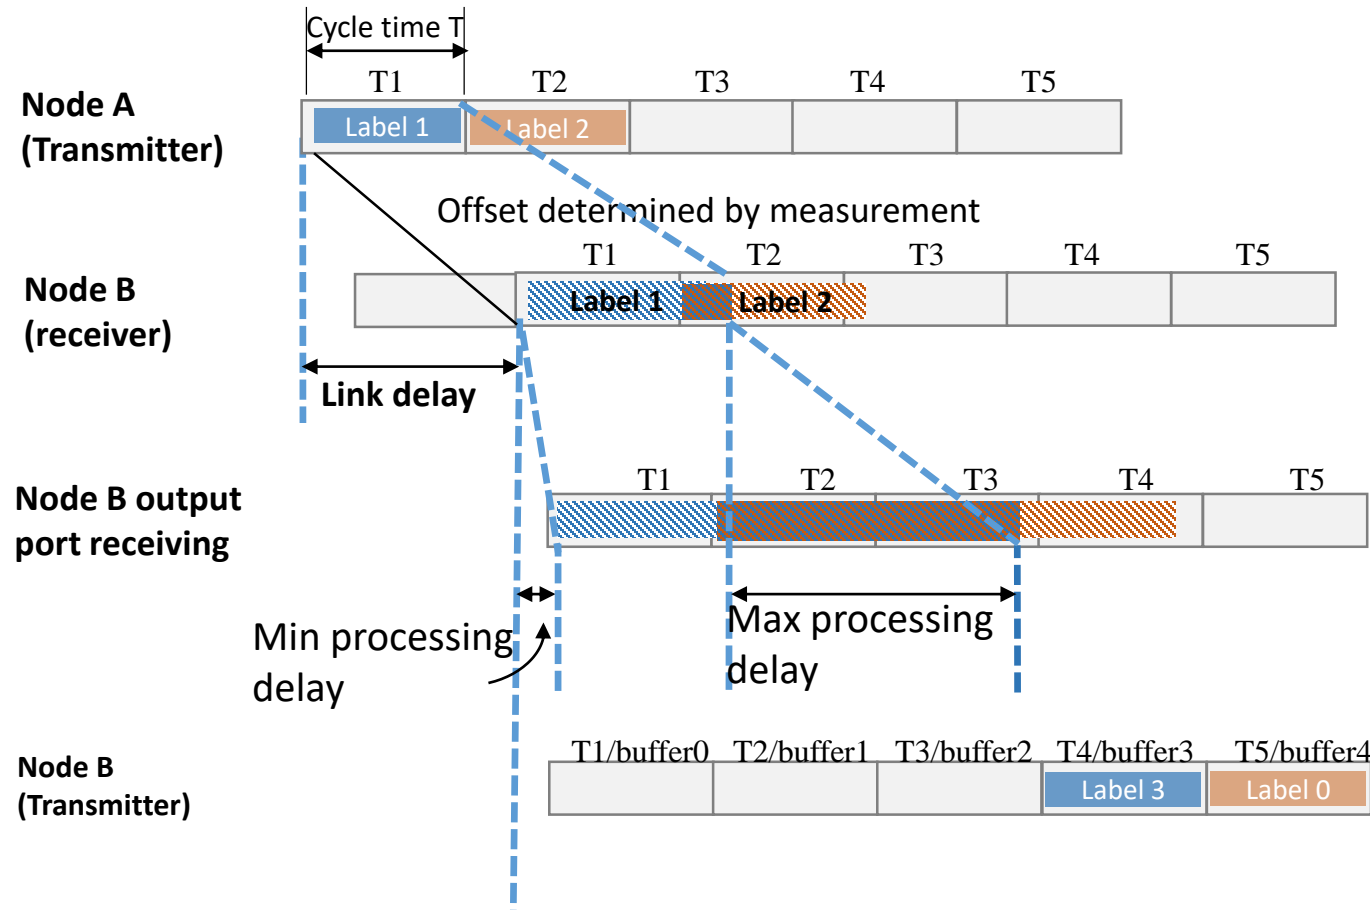 Cycle time T
T1 T2 T3 T4 T5
Node A
(Transmitter)
Label 1 Label 2
Offset determined by measurement
T1 T2 T3 T4 T5
Node B
(receiver)
Label 1 Label 2
Link delay
T1 T2 T3 T4 T5
Node B output
port receiving
Min processing
delay
Max processing
delay
T1/buffer0 T2/buffer1 T3/buffer2 T4/buffer3 T5/buffer4
Node B
(Transmitter)
Label 3 Label 0